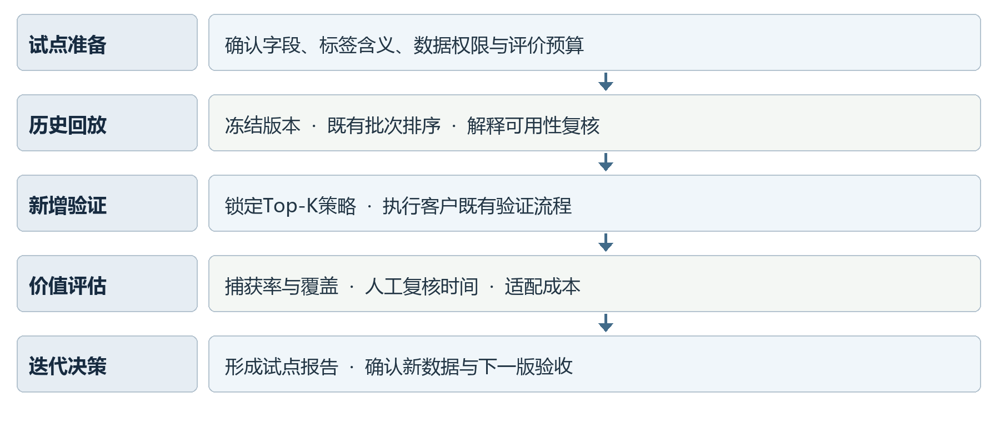 试点准备
确认字段、标签含义、数据权限与评价预算
历史回放
冻结版本 · 既有批次排序 · 解释可用性复核
新增验证
锁定Top-K策略 · 执行客户既有验证流程
价值评估
捕获率与覆盖 · 人工复核时间 · 适配成本
迭代决策
形成试点报告 · 确认新数据与下一版验收